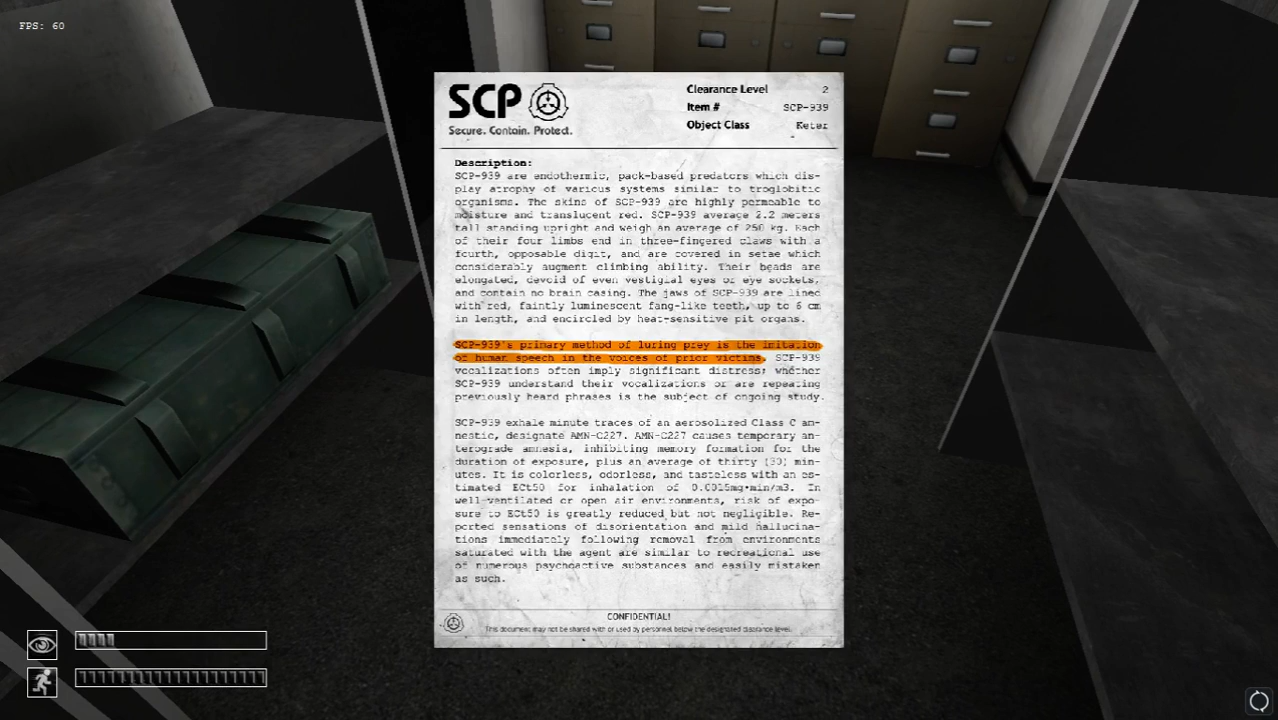 FPS: 60
SCP
Secure. Contain. Protect.
Clearance Level 2
Item # SCP-939
Object Class Keter
Description:
SCP-939 are endothermic, pack-based predators which dis-
play atrophy of various systems similar to troglobitic
organisms. The skins of SCP-939 are highly permeable to
moisture and translucent red. SCP-939 average 2.2 meters
tall standing upright and weigh an average of 250 kg. Each
of their four limbs end in three-fingered claws with a
fourth, opposable digit, and are covered in setae which
considerably augment climbing ability. Their heads are
elongated, devoid of even vestigial eyes or eye sockets,
and contain no brain casing. The jaws of SCP-939 are lined
with red, faintly luminescent fang-like teeth, up to 6 cm
in length, and encircled by heat-sensitive pit organs.
SCP-939's primary method of luring prey is the imitation
of human speech in the voices of prior victims. SCP-939
vocalizations often imply significant distress; whether
SCP-939 understand their vocalizations or are repeating
previously heard phrases is the subject of ongoing study.
SCP-939 exhale minute traces of an aerosolized Class C am-
nestic, designate AMN-C227. AMN-C227 causes temporary an-
terograde amnesia, inhibiting memory formation for the
duration of exposure, plus an average of thirty (30) min-
utes. It is colorless, odorless, and tasteless with an es-
timated ECt50 for inhalation of 0.0015mg•min/m3. In
well-ventilated or open air environments, risk of expo-
sure to ECt50 is greatly reduced but not negligible. Re-
ported sensations of disorientation and mild hallucina-
tions immediately following removal from environments
saturated with the agent are similar to recreational use
of numerous psychoactive substances and easily mistaken
as such.
CONFIDENTIAL!
This document may not be shared with or used by personnel below the designated clearance level.